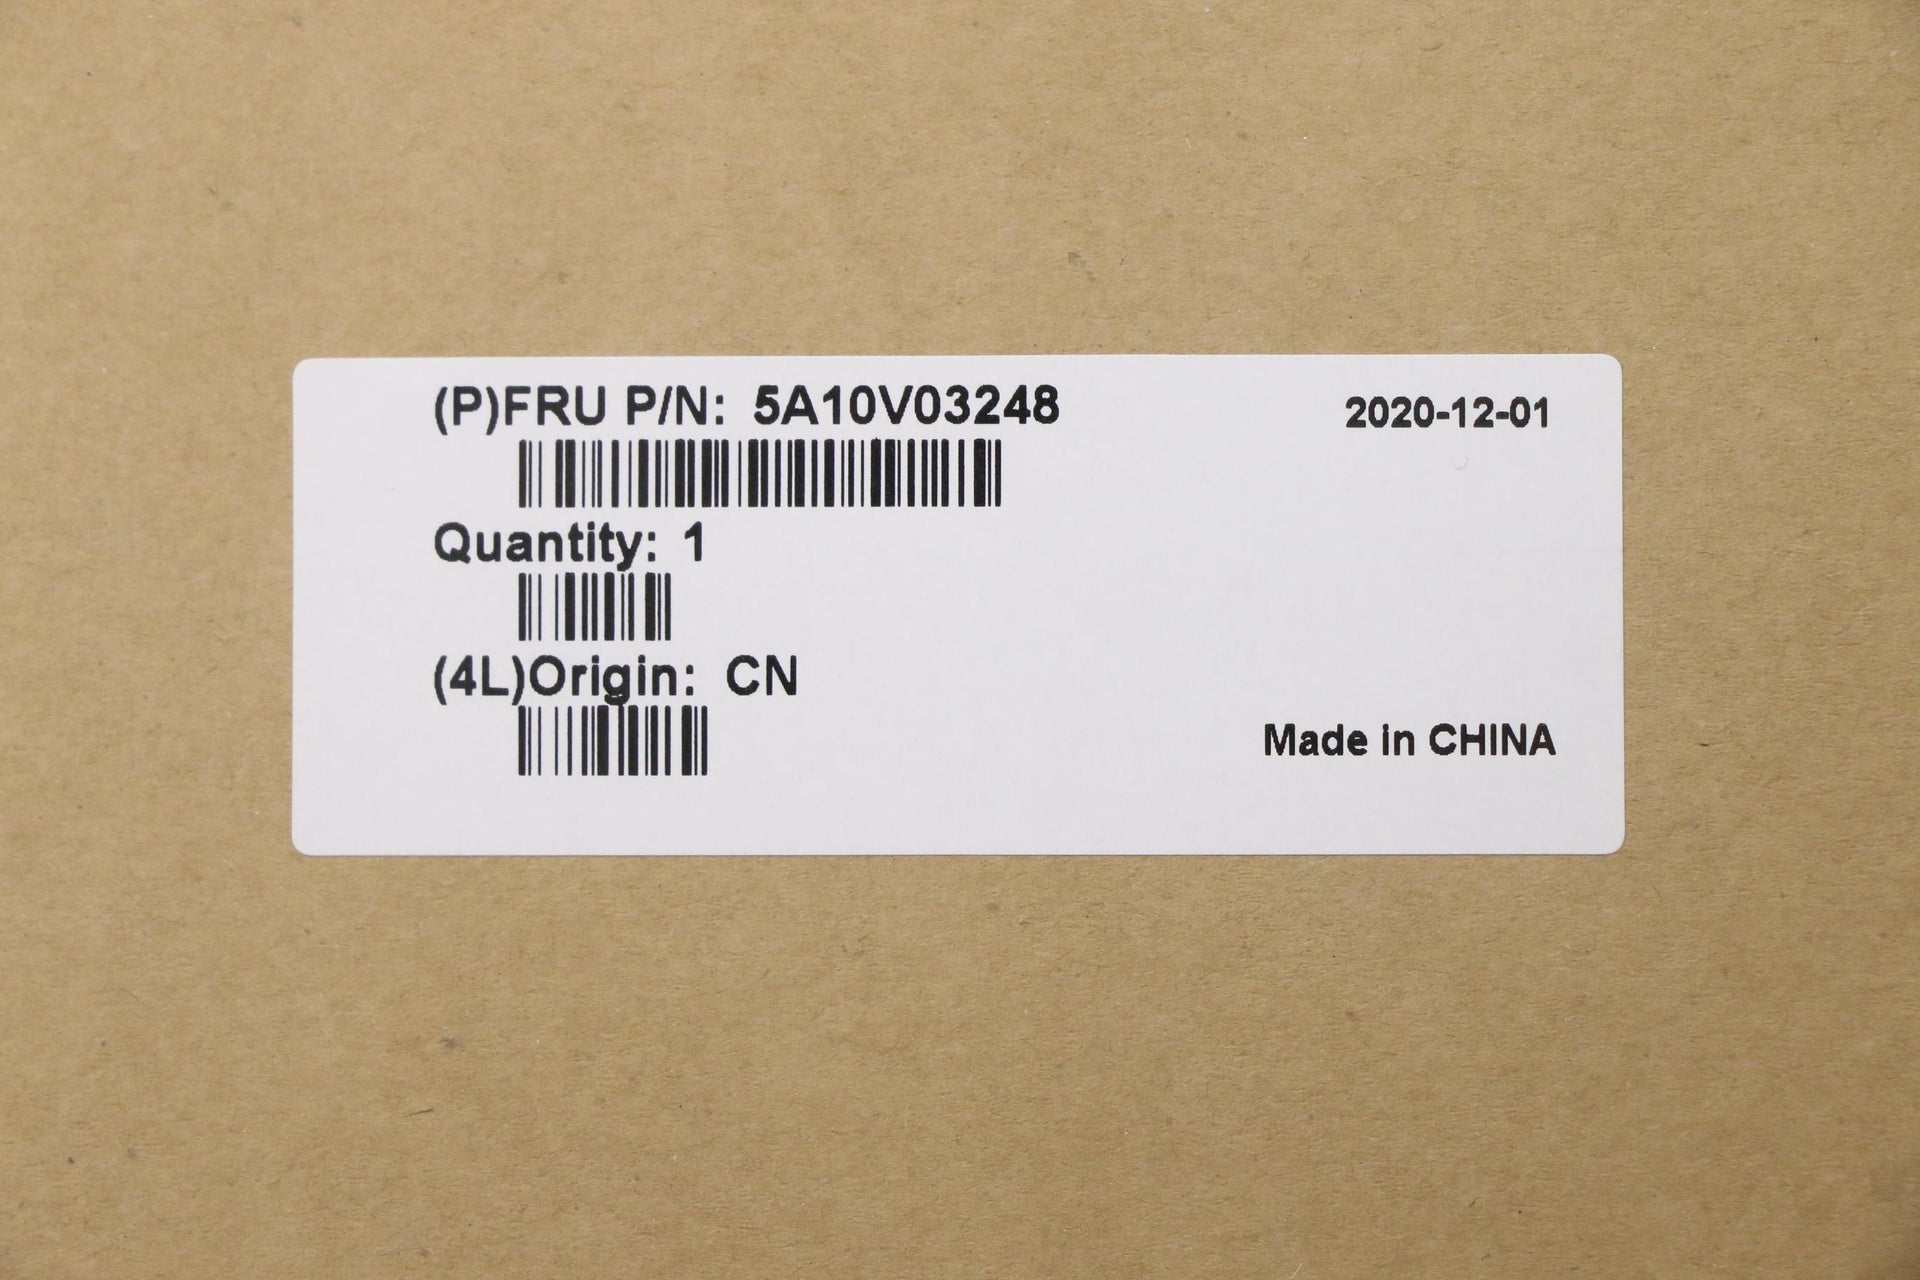 (P)FRU P/N: 5A10V03248
2020-12-01
Quantity: 1
(4L)Origin: CN
Made in CHINA